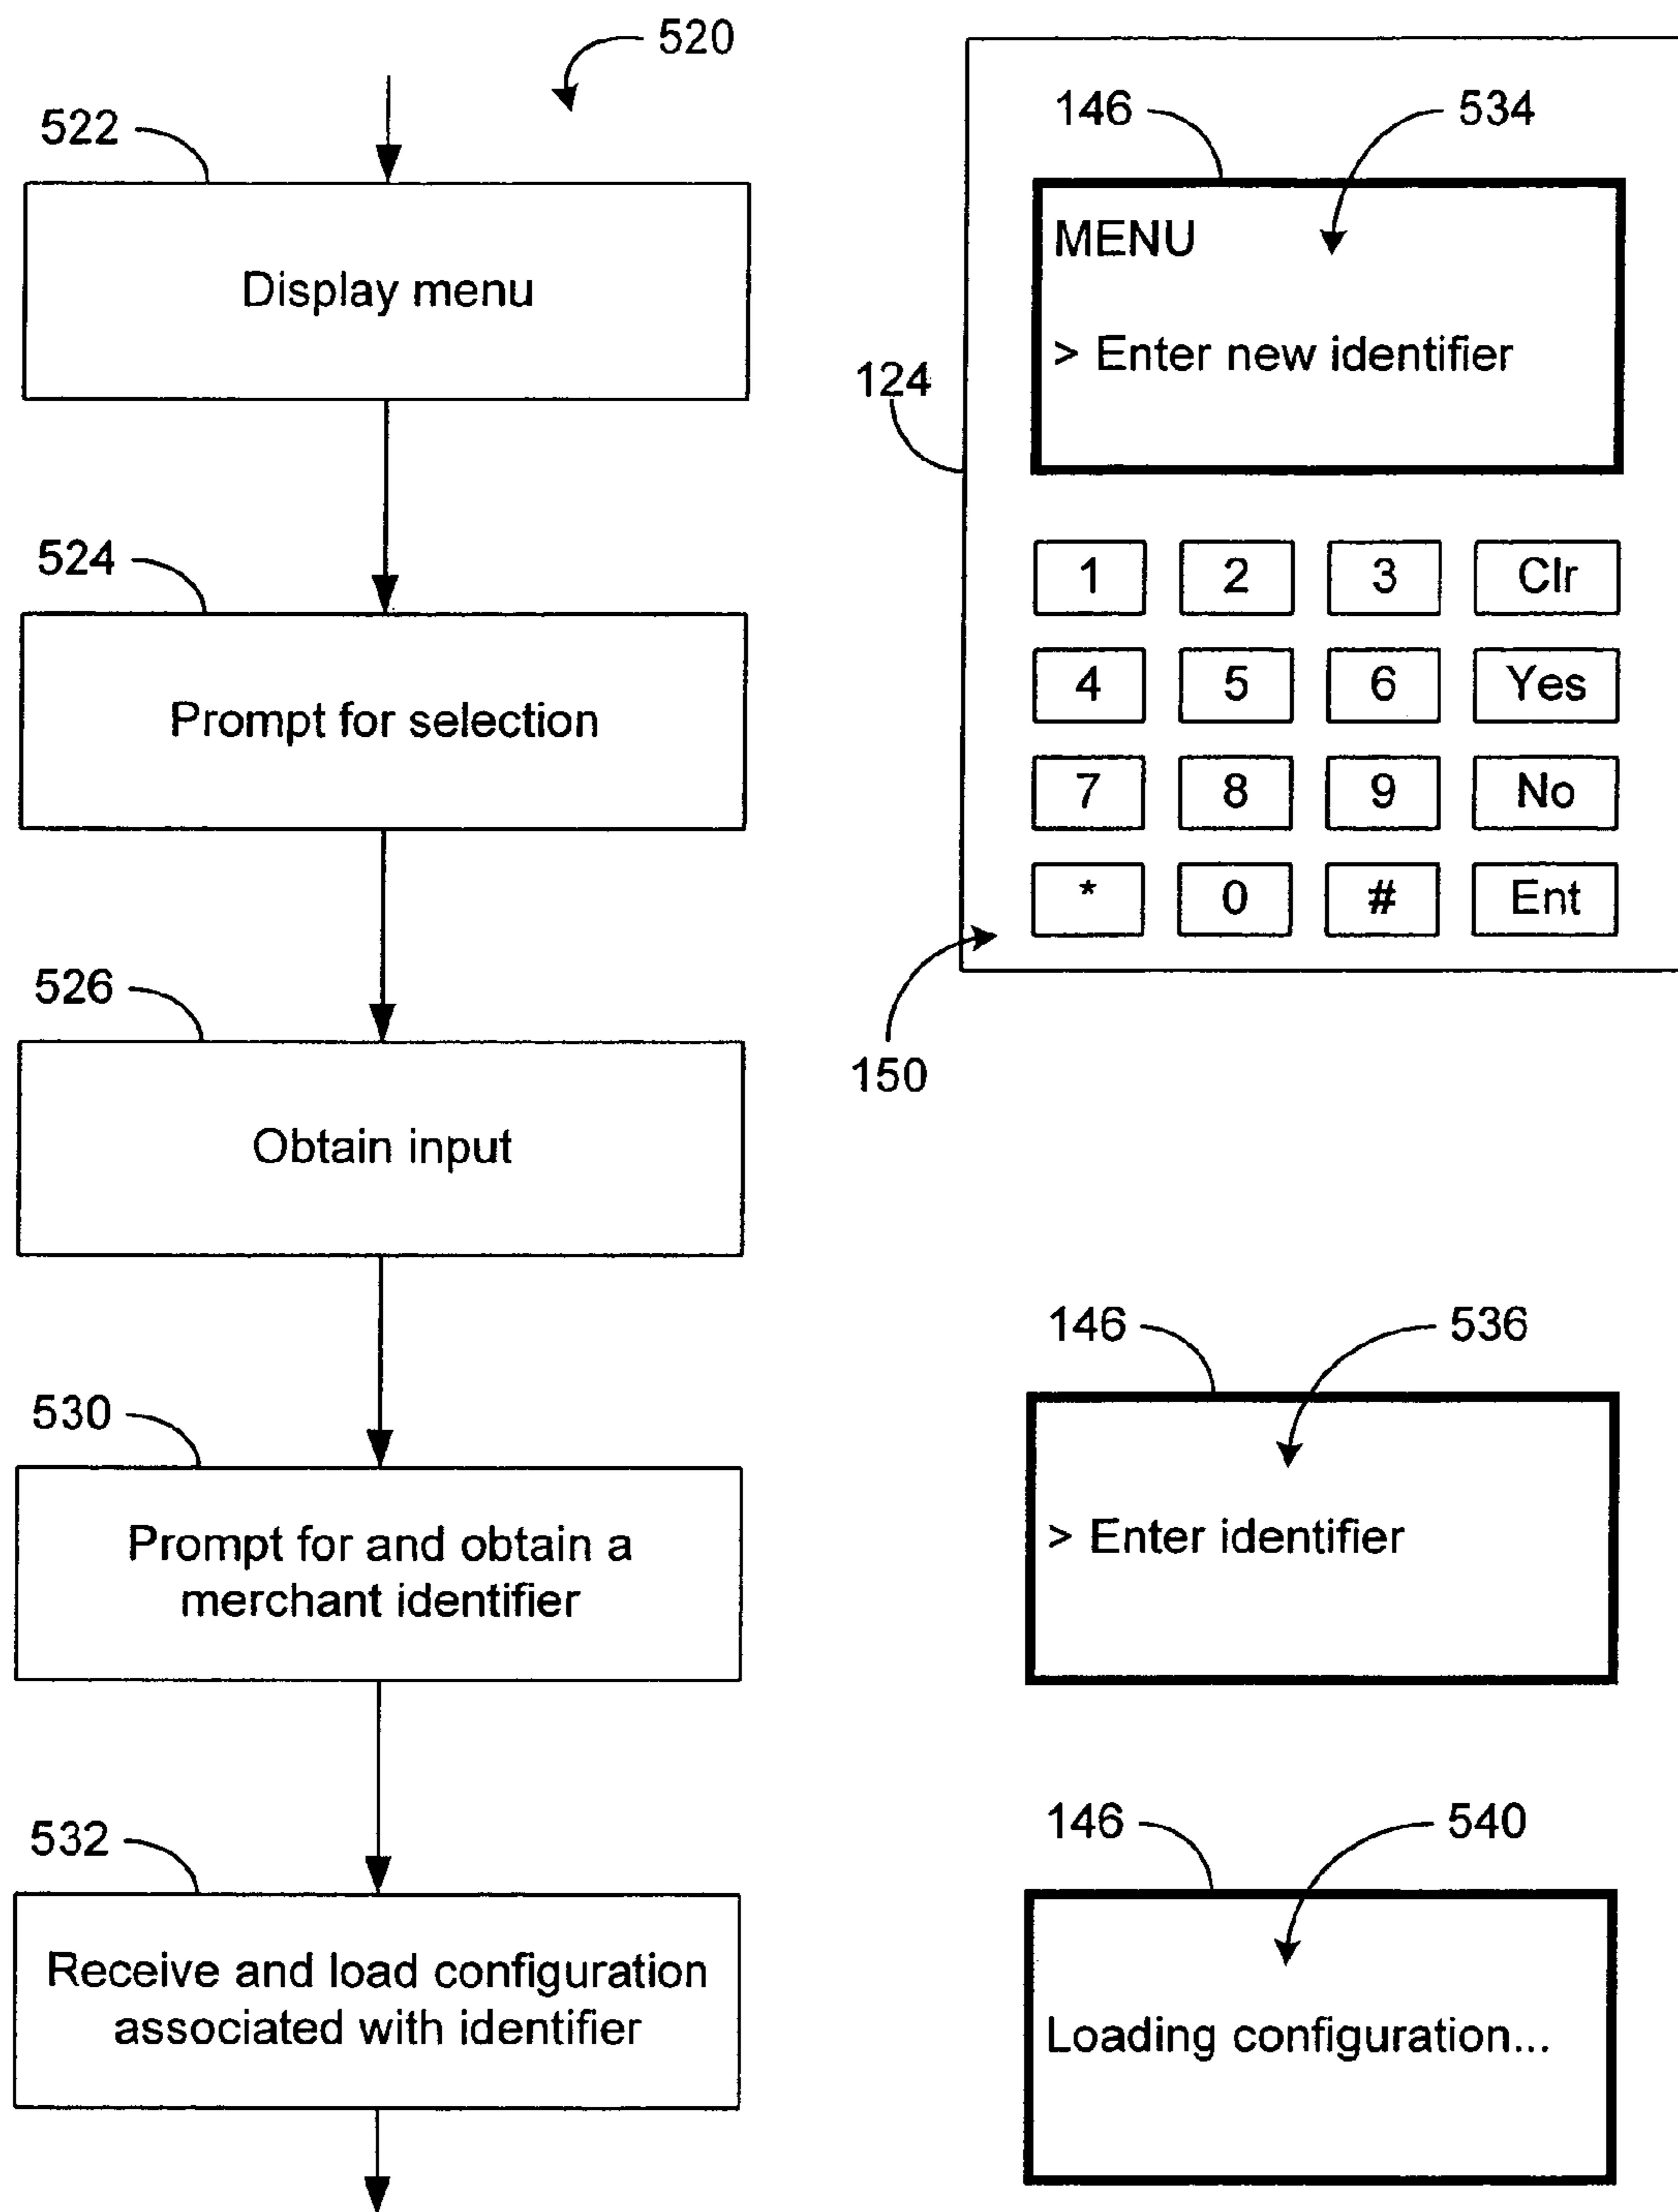 520
522
Display menu
524
Prompt for selection
526
Obtain input
530
Prompt for and obtain a
merchant identifier
532
Receive and load configuration
associated with identifier
146
534
MENU
> Enter new identifier
124
1 2 3 Clr
4 5 6 Yes
7 8 9 No
* 0 # Ent
150
146
536
> Enter identifier
146
540
Loading configuration...